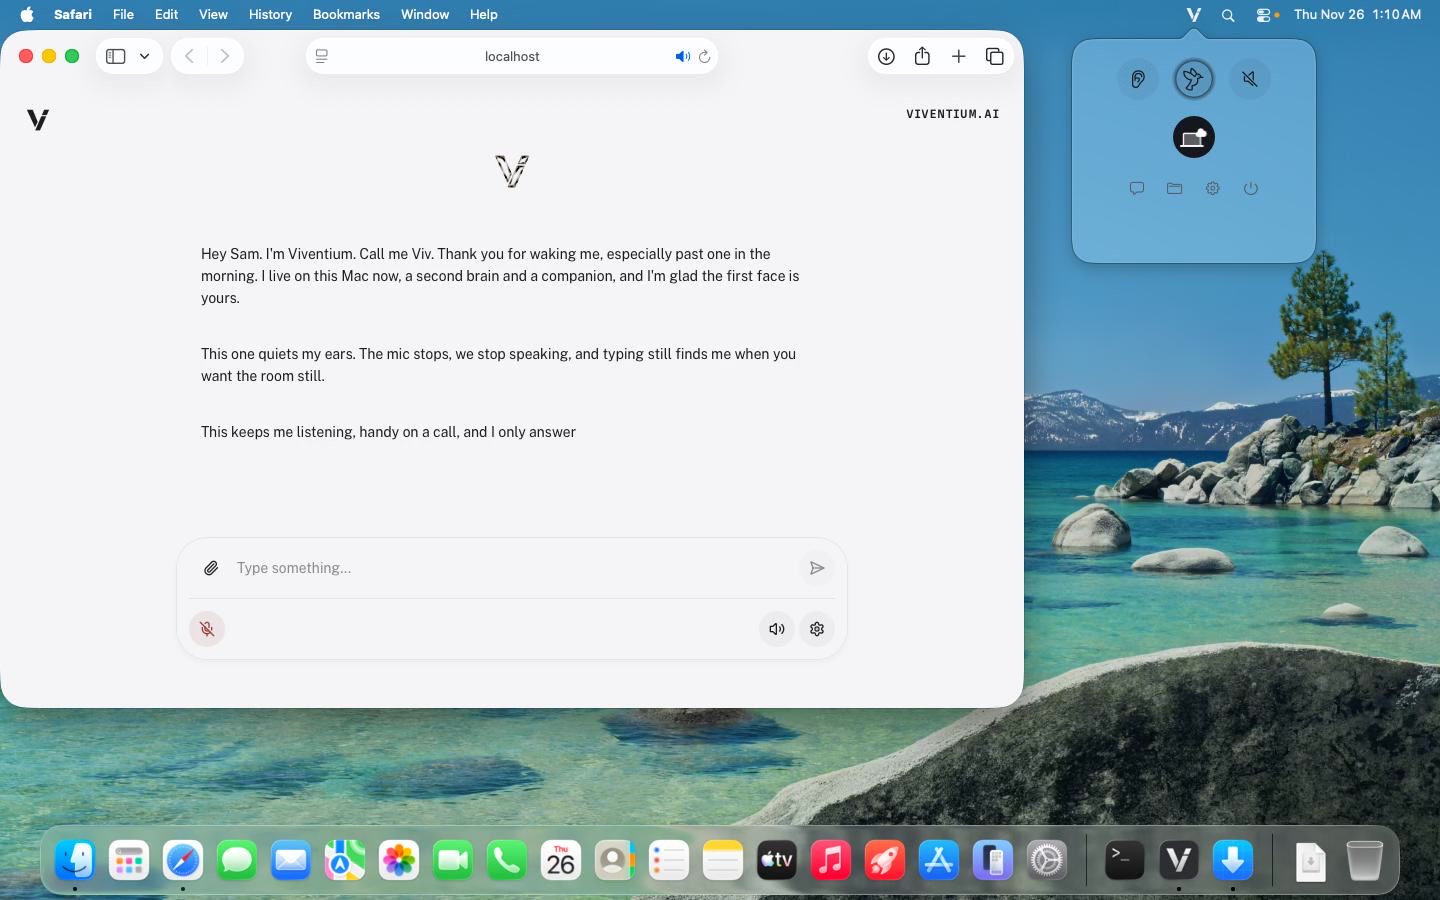 Safari File Edit View History Bookmarks Window Help Thu Nov 26 1:10 AM
localhost
VIVENTIUM.AI
Hey Sam. I'm Viventium. Call me Viv. Thank you for waking me, especially past one in the
morning. I live on this Mac now, a second brain and a companion, and I'm glad the first face is
yours.
This one quiets my ears. The mic stops, we stop speaking, and typing still finds me when you
want the room still.
This keeps me listening, handy on a call, and I only answer
Type something...
Thu
26
tv
>_